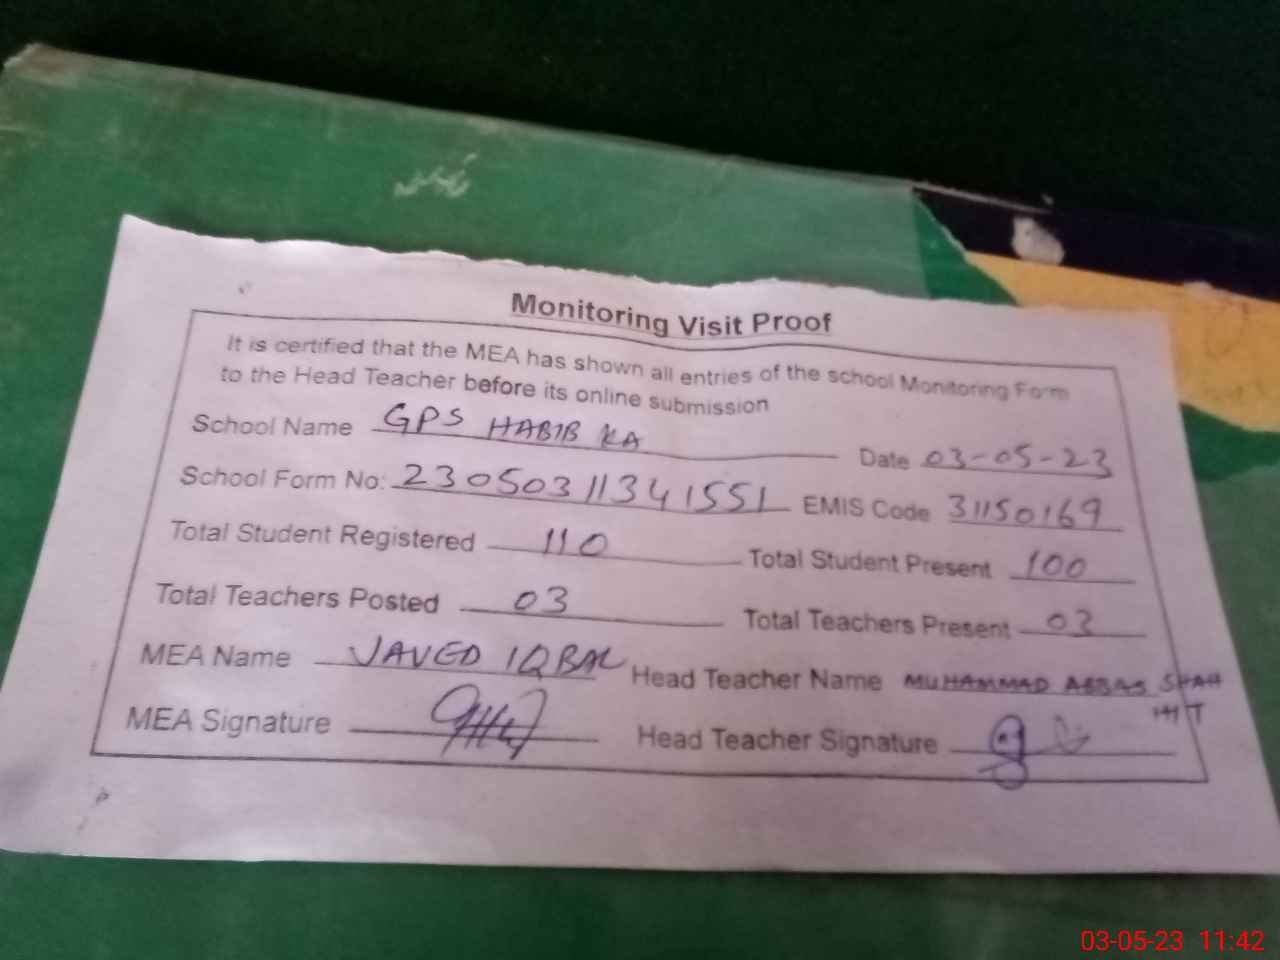 Monitoring Visit Proof
It is certified that the MEA has shown all entries of the school Monitoring Form
to the Head Teacher before its online submission
School Name GPS HABIB KA Date 03-05-23
School Form No: 23050311341551 EMIS Code 31150169
Total Student Registered 110 Total Student Present 100
Total Teachers Posted 03 Total Teachers Present 03
MEA Name JAVED IQBAL Head Teacher Name MUHAMMAD ABBAS SHAH
MEA Signature Head Teacher Signature
03-05-23 11:42